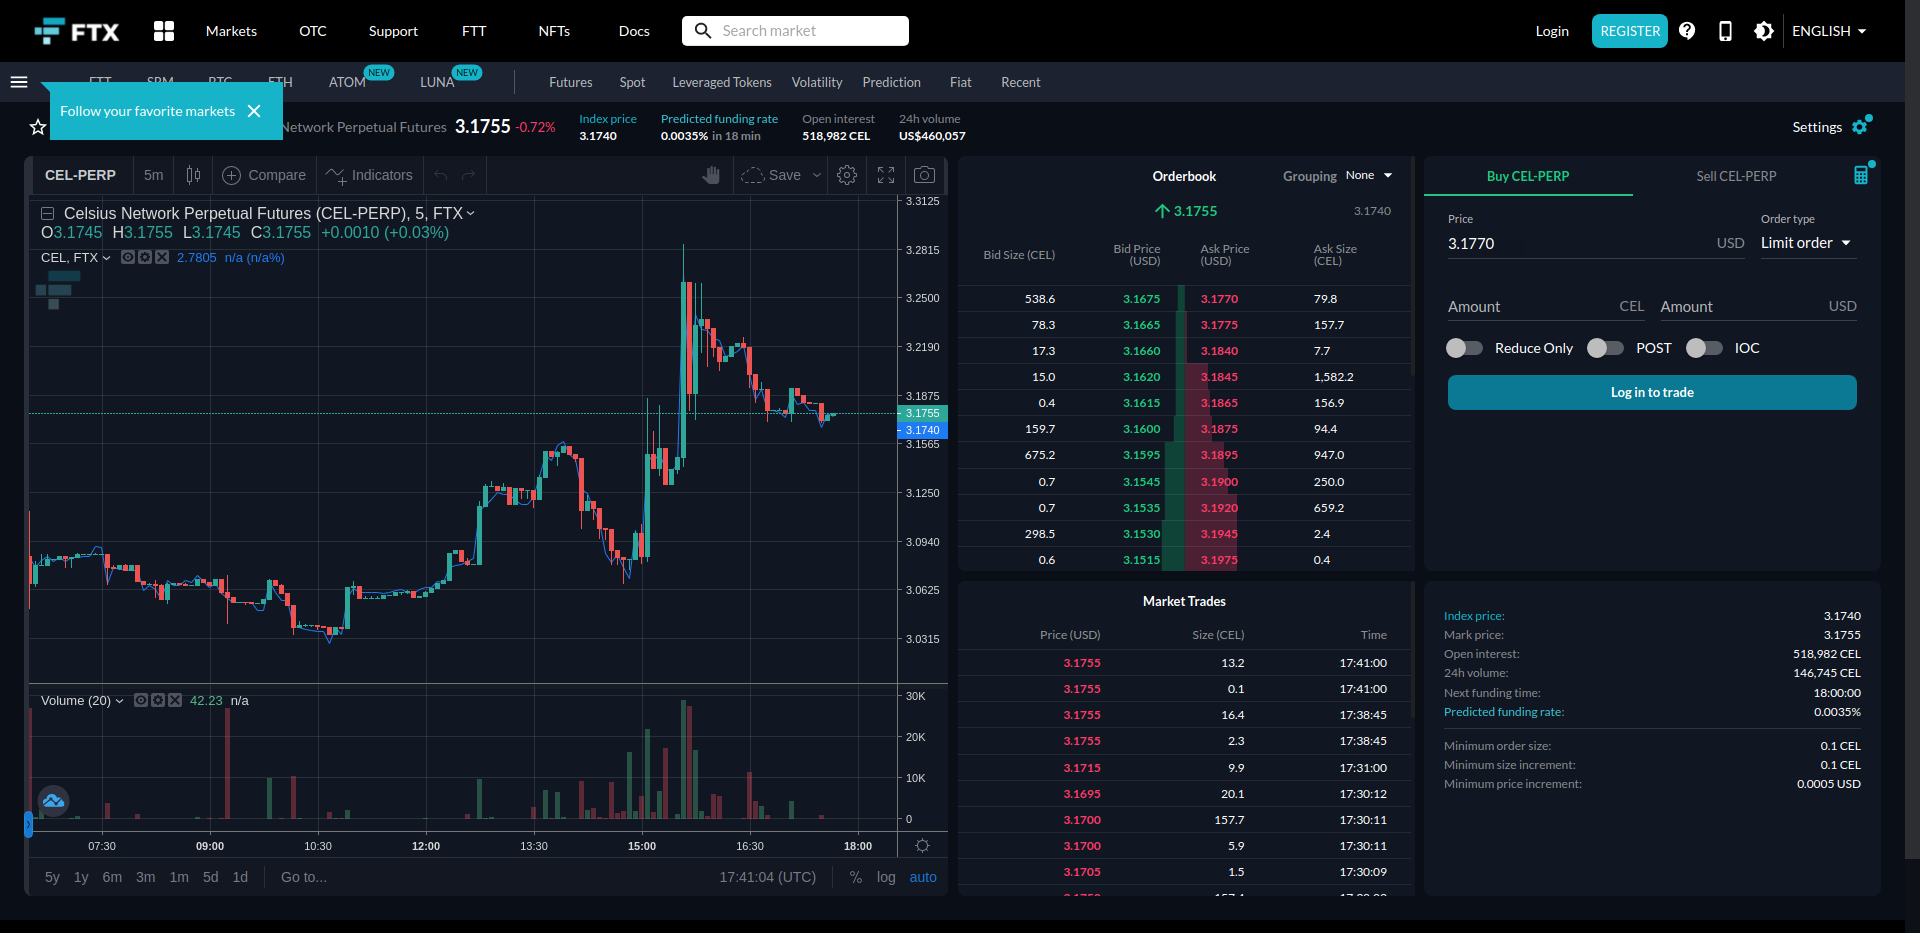 FTX
Markets OTC Support FTT NFTs Docs Search market Login REGISTER ENGLISH
ATOM NEW LUNA NEW Futures Spot Leveraged Tokens Volatility Prediction Fiat Recent
Follow your favorite markets
Network Perpetual Futures 3.1755 -0.72%
Index price 3.1740
Predicted funding rate 0.0035% in 18 min
Open interest 518,982 CEL
24h volume US$460,057
Settings
CEL-PERP 5m Compare Indicators Save
Celsius Network Perpetual Futures (CEL-PERP), 5, FTX
O3.1745 H3.1755 L3.1745 C3.1755 +0.0010 (+0.03%)
CEL, FTX 2.7805 n/a (n/a%)
3.3125
3.2815
3.2500
3.2190
3.1875
3.1755
3.1740
3.1565
3.1250
3.0940
3.0625
3.0315
Volume (20) 42.23 n/a
30K
20K
10K
0
07:30 09:00 10:30 12:00 13:30 15:00 16:30 18:00
5y 1y 6m 3m 1m 5d 1d Go to... 17:41:04 (UTC) % log auto
Orderbook Grouping None
3.1755 3.1740
Bid Size (CEL) Bid Price (USD) Ask Price (USD) Ask Size (CEL)
538.6 3.1675 3.1770 79.8
78.3 3.1665 3.1775 157.7
17.3 3.1660 3.1840 7.7
15.0 3.1620 3.1845 1,582.2
0.4 3.1615 3.1865 156.9
159.7 3.1600 3.1875 94.4
675.2 3.1595 3.1895 947.0
0.7 3.1545 3.1900 250.0
0.7 3.1535 3.1920 659.2
298.5 3.1530 3.1945 2.4
0.6 3.1515 3.1975 0.4
Market Trades
Price (USD) Size (CEL) Time
3.1755 13.2 17:41:00
3.1755 0.1 17:41:00
3.1755 16.4 17:38:45
3.1755 2.3 17:38:45
3.1715 9.9 17:31:00
3.1695 20.1 17:30:12
3.1700 157.7 17:30:11
3.1700 5.9 17:30:11
3.1705 1.5 17:30:09
Buy CEL-PERP Sell CEL-PERP
Price Order type
3.1770 USD Limit order
Amount CEL Amount USD
Reduce Only POST IOC
Log in to trade
Index price: 3.1740
Mark price: 3.1755
Open interest: 518,982 CEL
24h volume: 146,745 CEL
Next funding time: 18:00:00
Predicted funding rate: 0.0035%
Minimum order size: 0.1 CEL
Minimum size increment: 0.1 CEL
Minimum price increment: 0.0005 USD